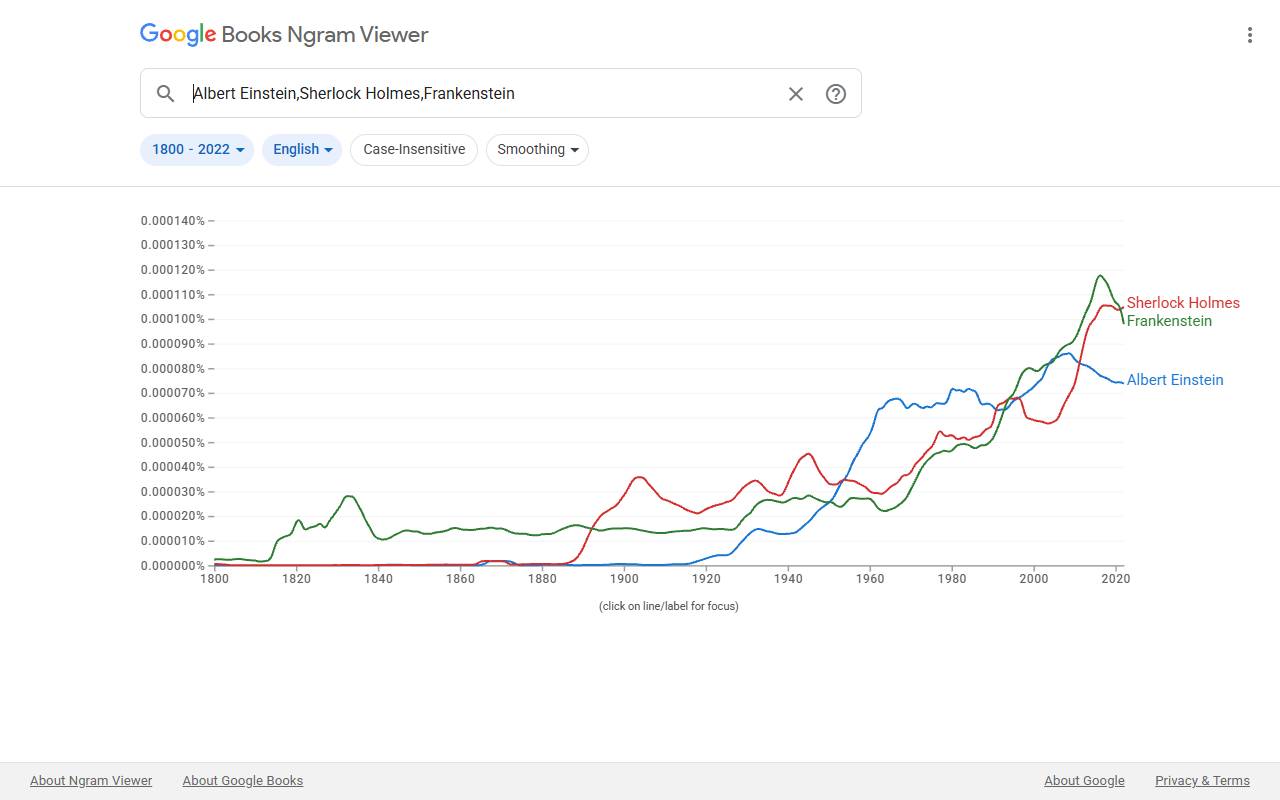 Google Books Ngram Viewer
Albert Einstein,Sherlock Holmes,Frankenstein
1800 - 2022 English Case-Insensitive Smoothing
0.000140%
0.000130%
0.000120%
0.000110%
0.000100%
0.000090%
0.000080%
0.000070%
0.000060%
0.000050%
0.000040%
0.000030%
0.000020%
0.000010%
0.000000%
Sherlock Holmes
Frankenstein
Albert Einstein
1800 1820 1840 1860 1880 1900 1920 1940 1960 1980 2000 2020
(click on line/label for focus)
About Ngram Viewer About Google Books About Google Privacy & Terms